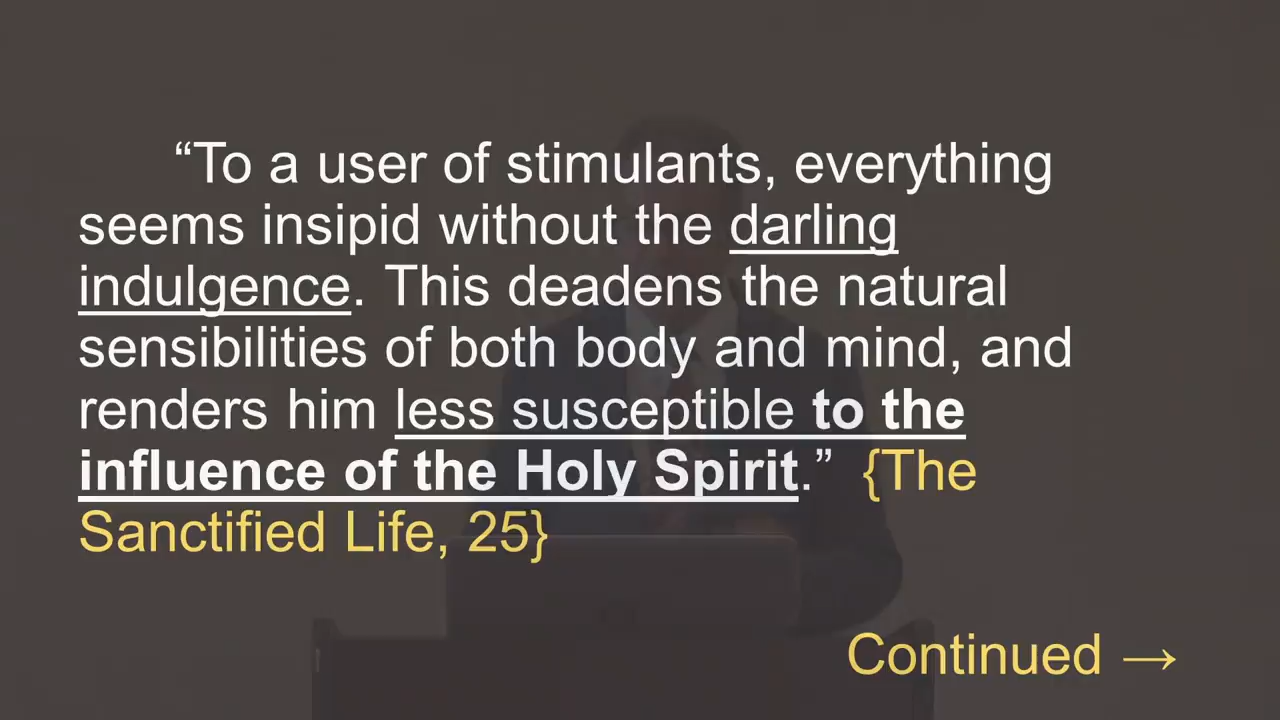 “To a user of stimulants, everything
seems insipid without the darling
indulgence. This deadens the natural
sensibilities of both body and mind, and
renders him less susceptible to the
influence of the Holy Spirit.” {The
Sanctified Life, 25}
Continued →